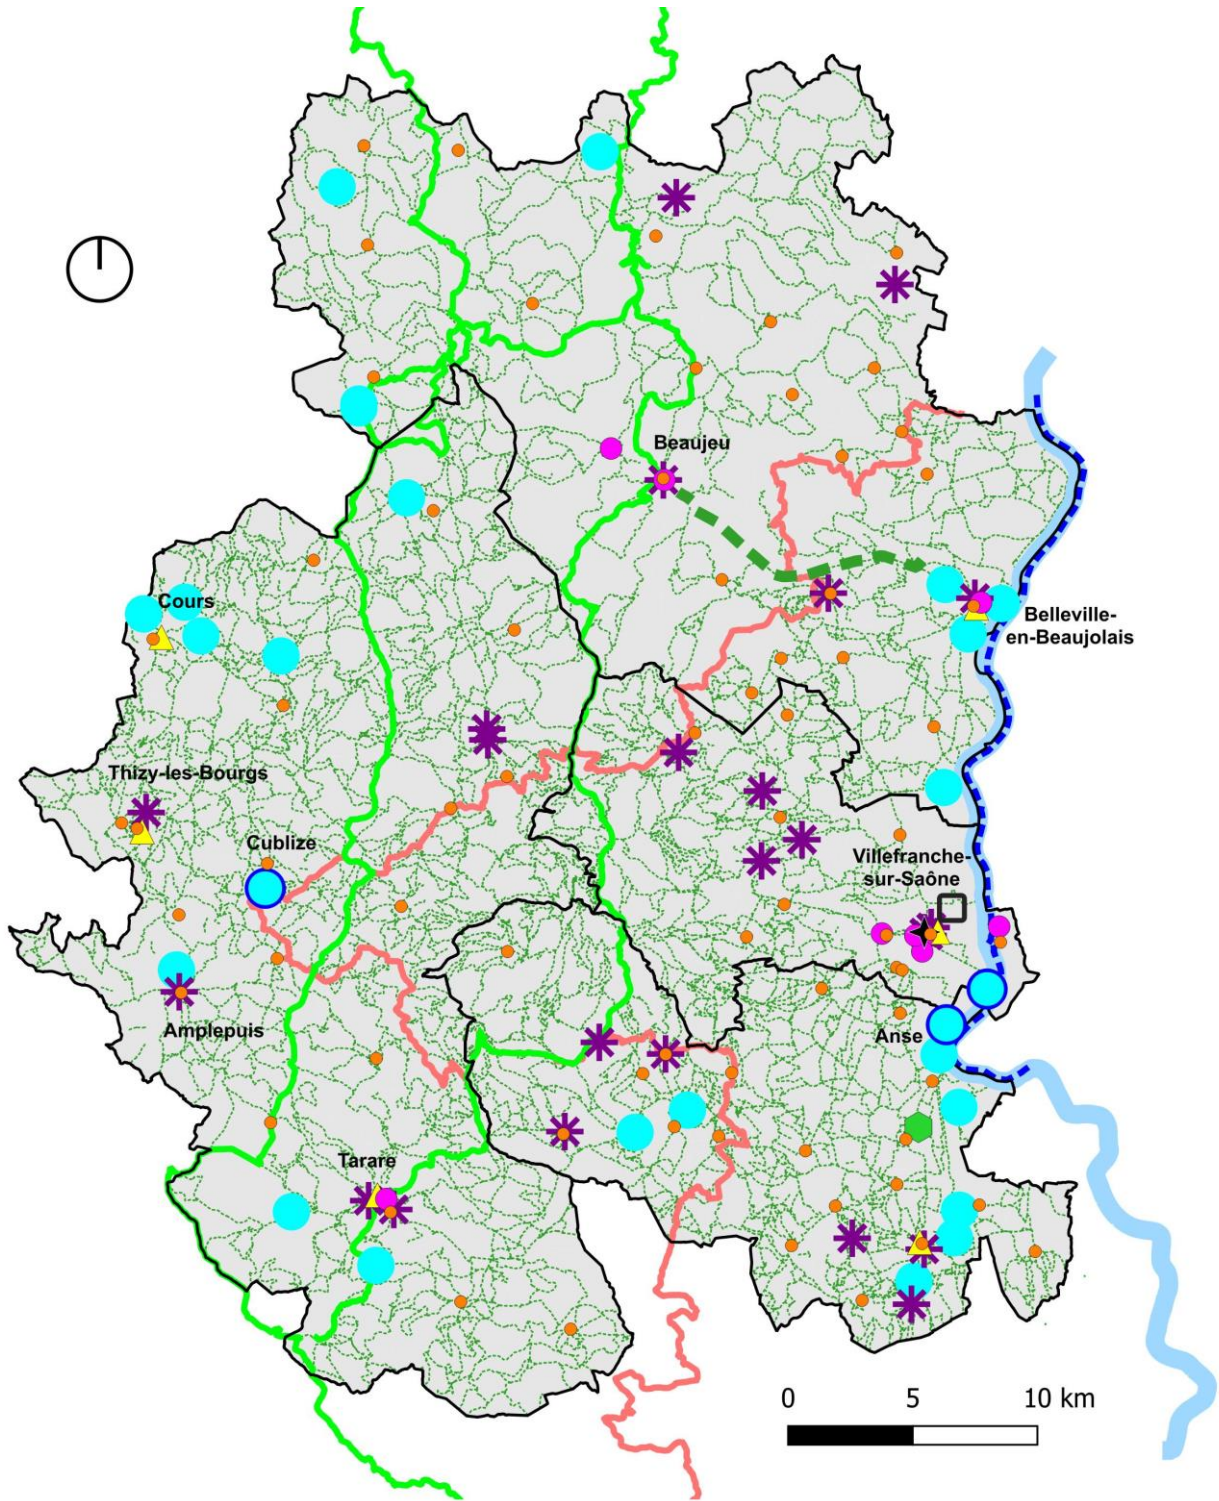 Beaujeu
Cours
Belleville-
en-Beaujolais
Thizy-les-Bourgs
Cublize
Villefranche-
sur-Saône
Amplepuis
Anse
Tarare
0 5 10 km